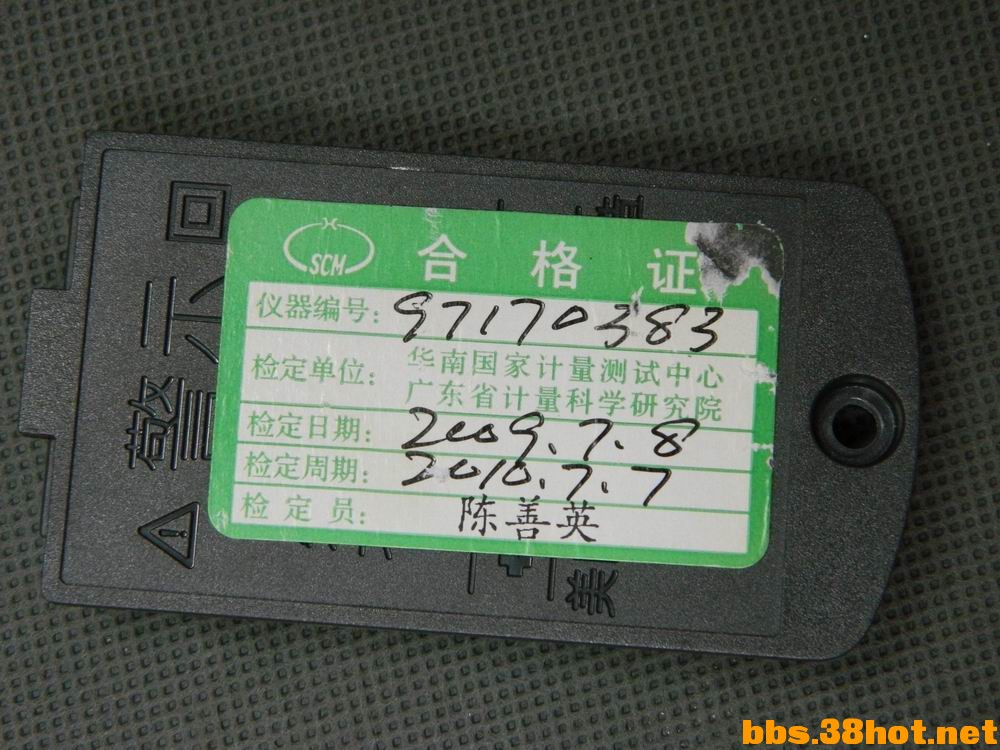 SCM
合格证
仪器编号: 97170383
检定单位: 华南国家计量测试中心
广东省计量科学研究院
检定日期: 2009.7.8
检定周期: 2010.7.7
检定员: 陈善英
警示
bbs.38hot.net